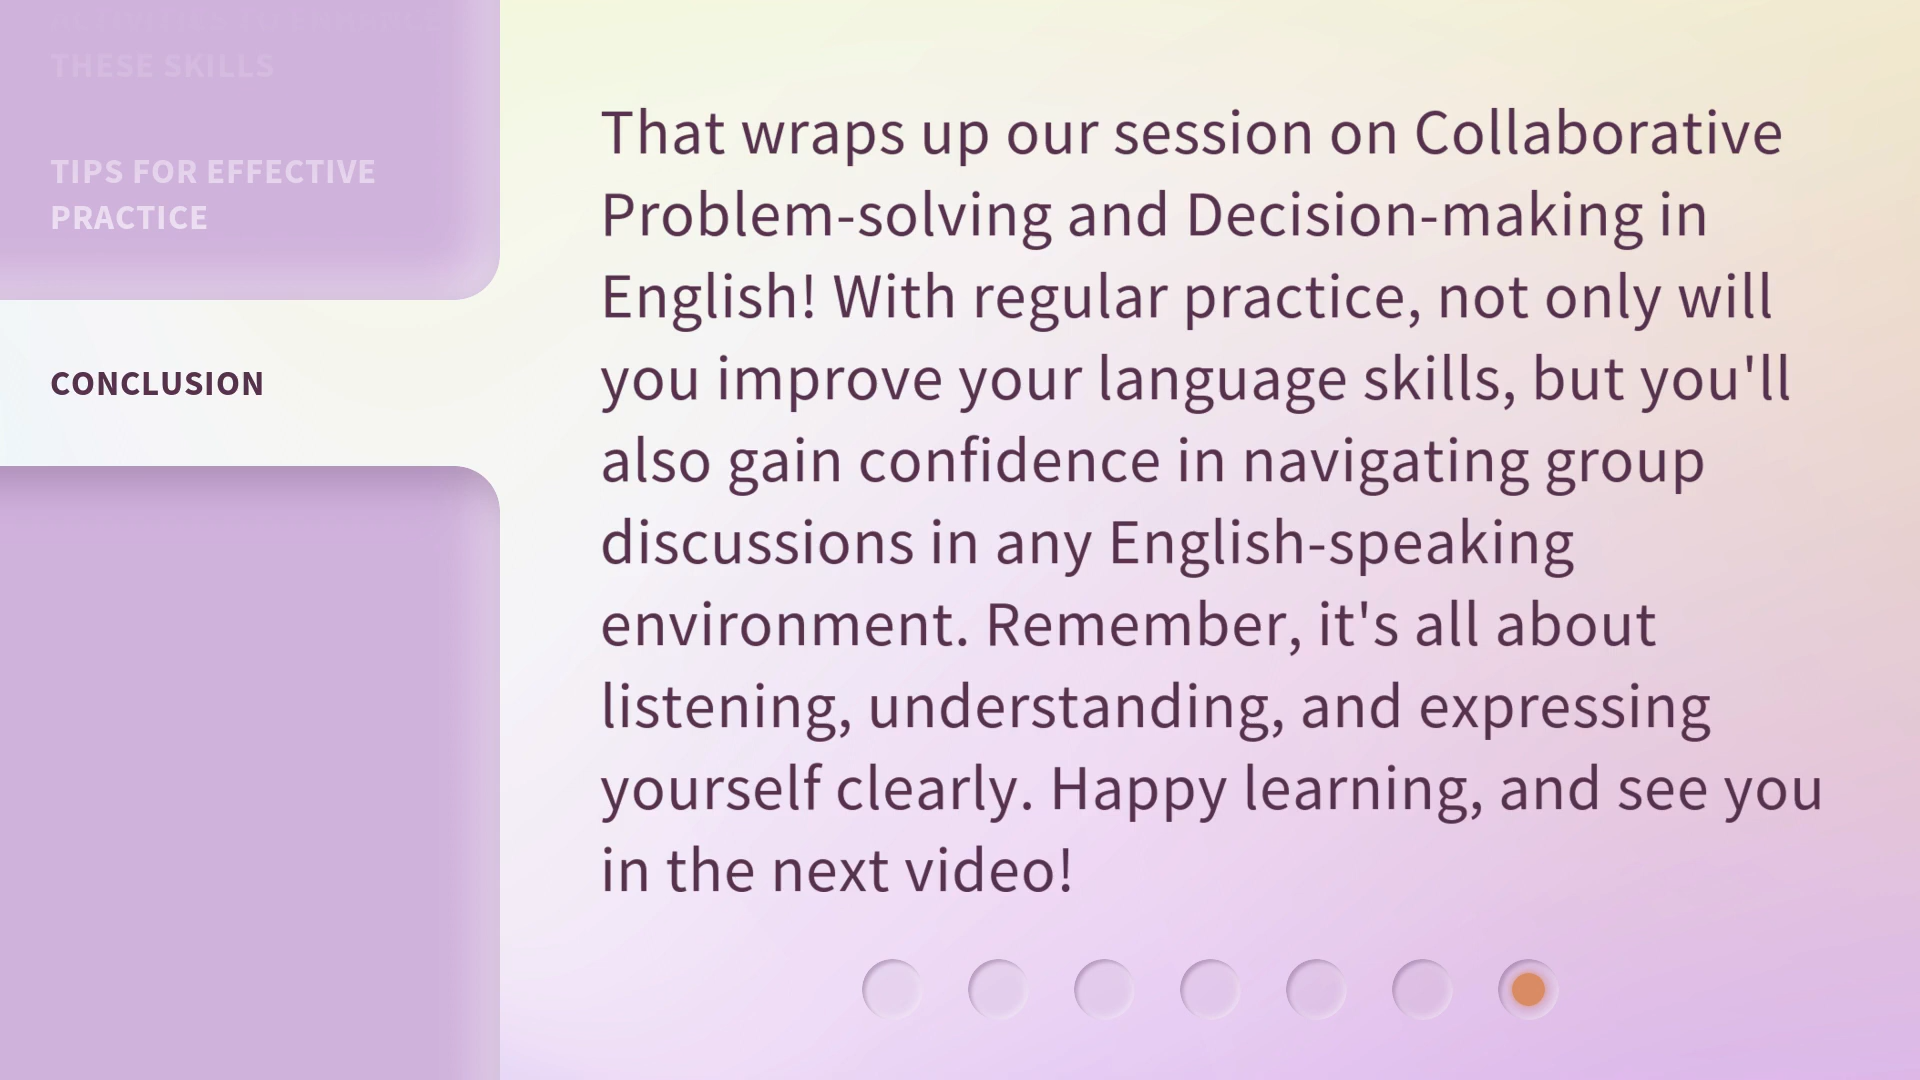 ACTIVITIES TO ENHANCE
THESE SKILLS
TIPS FOR EFFECTIVE
PRACTICE
CONCLUSION
That wraps up our session on Collaborative
Problem-solving and Decision-making in
English! With regular practice, not only will
you improve your language skills, but you'll
also gain confidence in navigating group
discussions in any English-speaking
environment. Remember, it's all about
listening, understanding, and expressing
yourself clearly. Happy learning, and see you
in the next video!